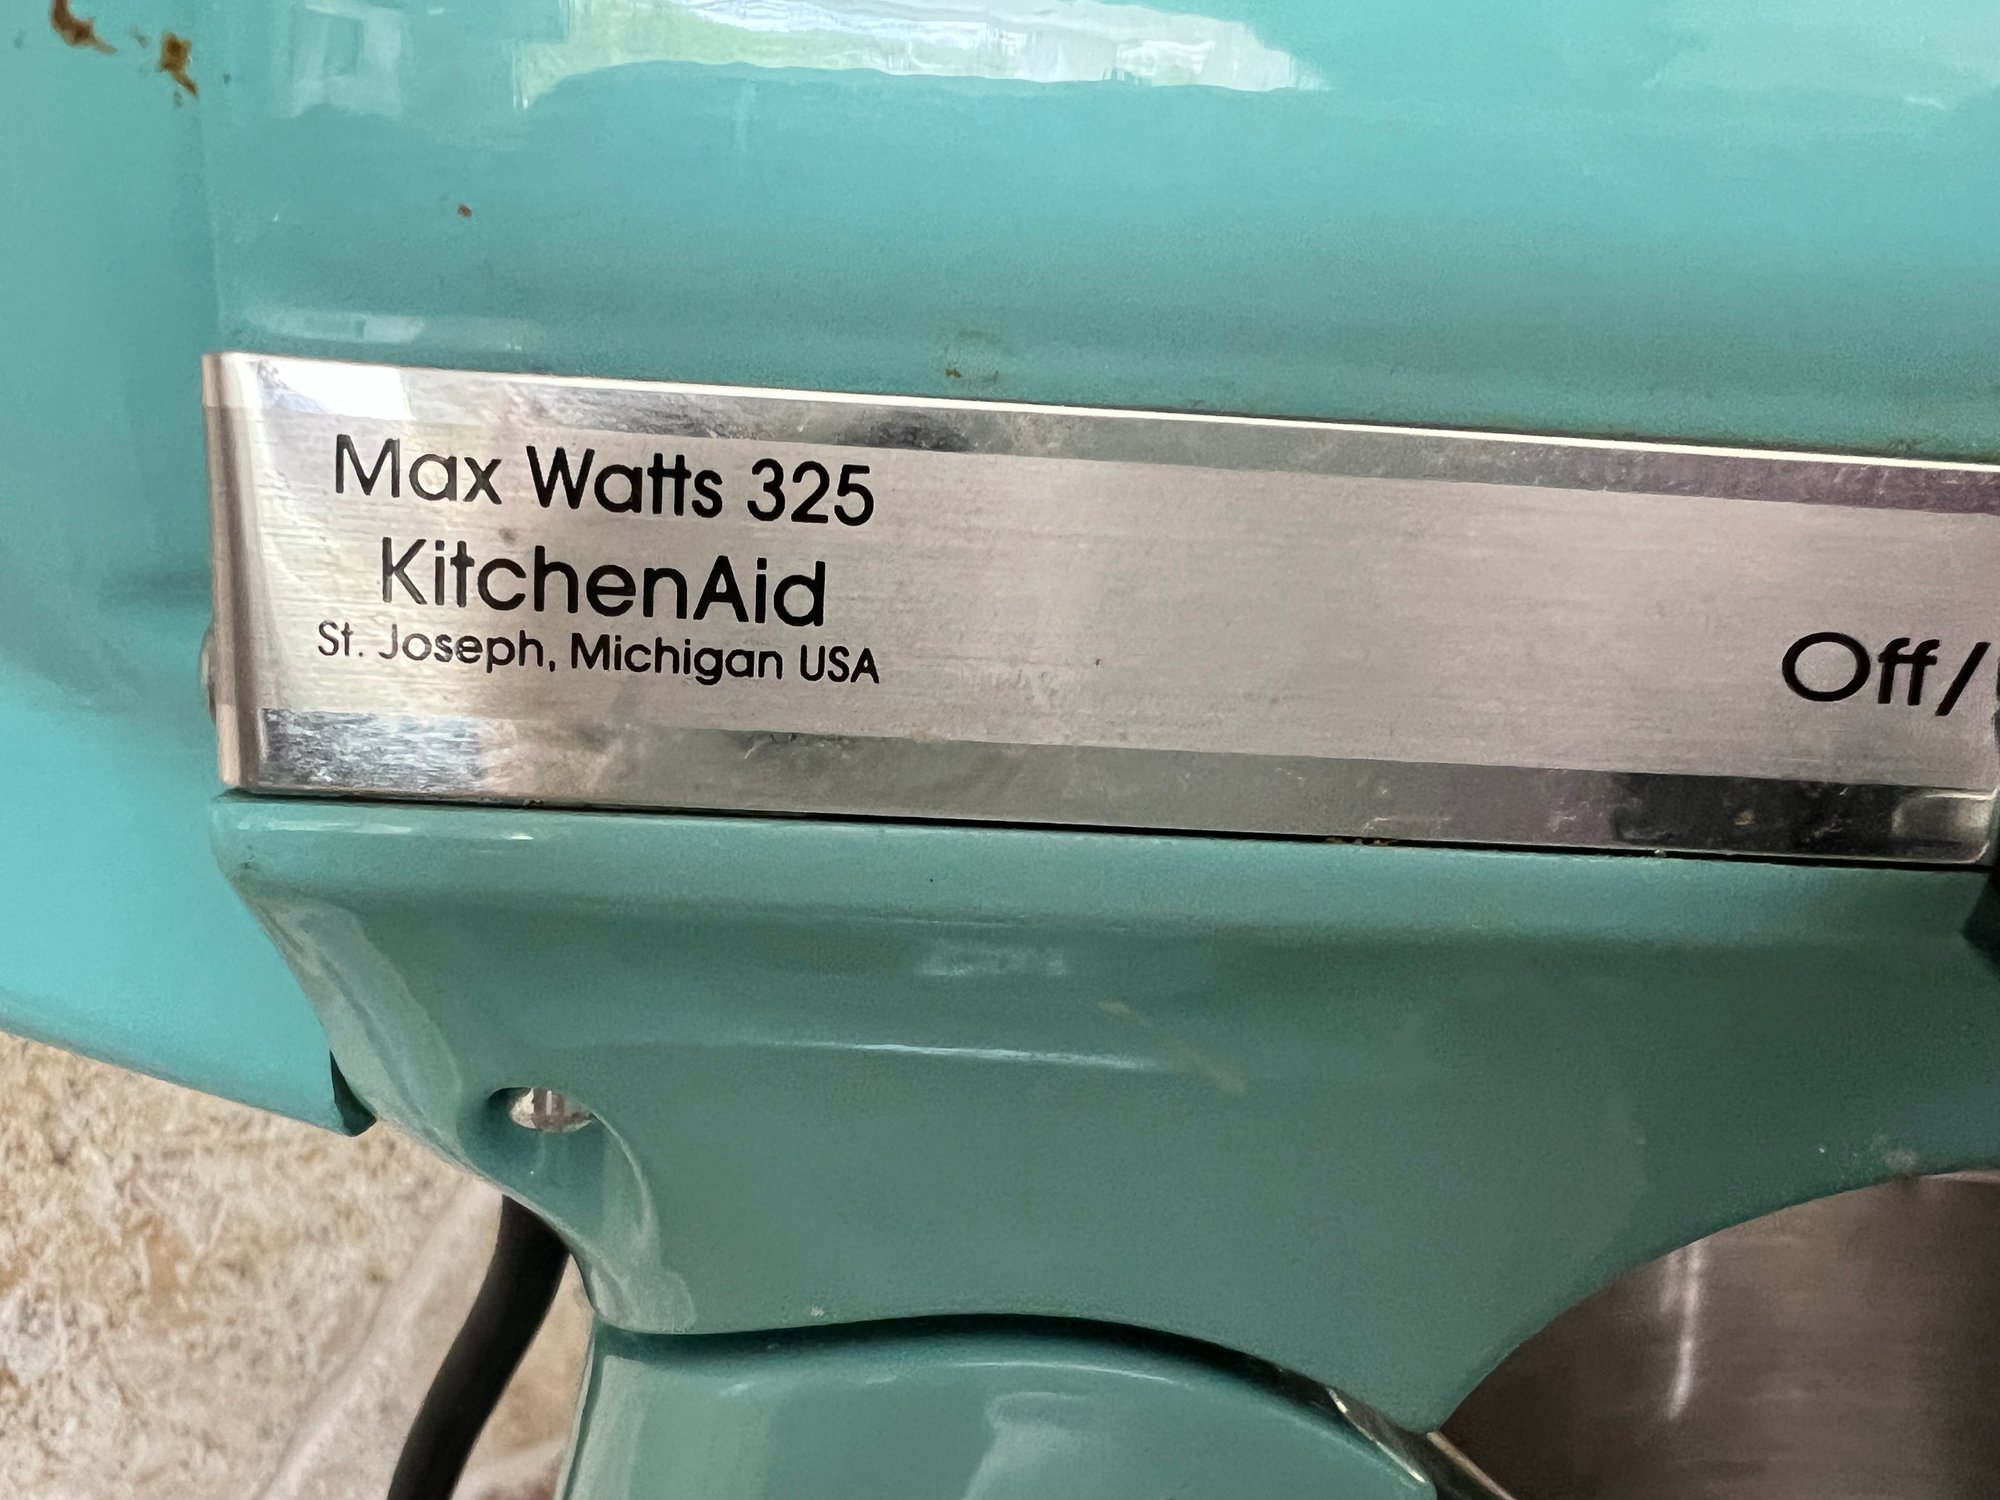 Max Watts 325
KitchenAid
St. Joseph, Michigan USA
Off/